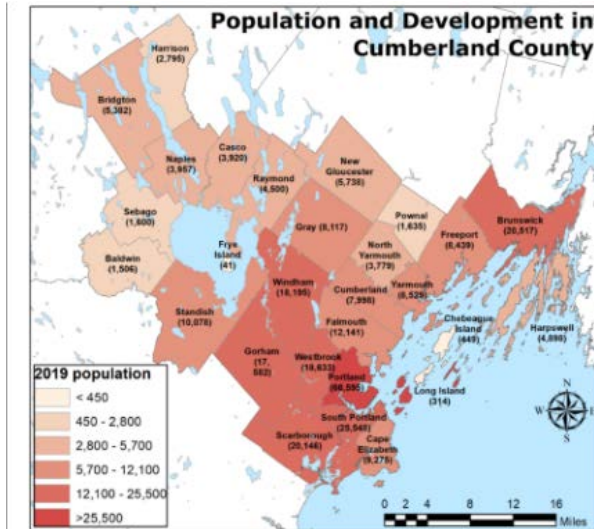 Population and Development in
Cumberland County
Harrison
(2,795)
Bridgton
(5,392)
Naples
(3,957)
Casco
(3,920)
Raymond
(4,500)
New
Gloucester
(5,738)
Sebago
(1,800)
Baldwin
(1,506)
Frye
Island
(41)
Gray (8,117)
Pownal
(1,635)
North
Yarmouth
(3,779)
Freeport
(8,439)
Brunswick
(20,517)
Standish
(10,078)
Windham
(18,195)
Cumberland
(7,998)
Yarmouth
(8,529)
Falmouth
(12,141)
Chebeague
Island
(449)
Harpswell
(4,898)
Gorham
(17,
582)
Westbrook
(18,633)
Portland
Long Island
(314)
South Portland
(25,548)
Scarborough
(20,146)
Cape
Elizabeth
(9,275)
2019 population
< 450
450 - 2,800
2,800 - 5,700
5,700 - 12,100
12,100 - 25,500
>25,500
N
W
E
S
0 2 4 8 12 16
Miles